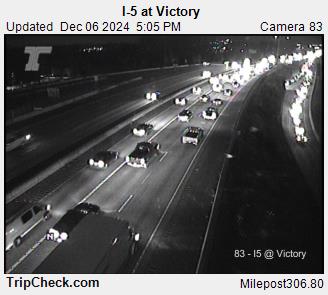 I-5 at Victory
Updated  Dec 06 2024  5:05 PM
Camera 83
83 - I5 @ Victory
TripCheck.com
Milepost306.80